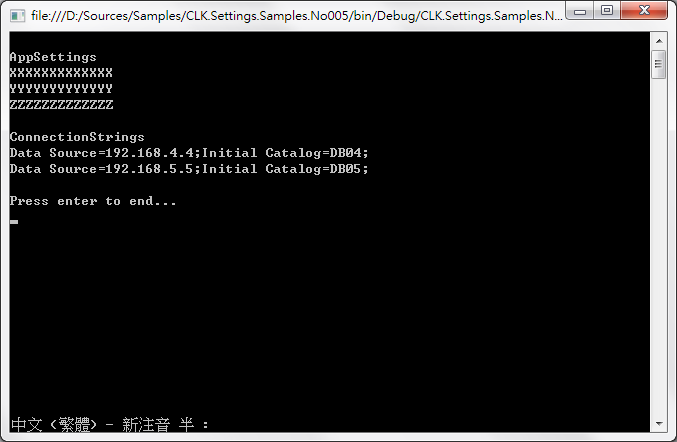 file:///D:/Sources/Samples/CLK.Settings.Samples.No005/bin/Debug/CLK.Settings.Samples.N...
AppSettings
XXXXXXXXXXXXX
YYYYYYYYYYYYY
ZZZZZZZZZZZZZ
ConnectionStrings
Data Source=192.168.4.4;Initial Catalog=DB04;
Data Source=192.168.5.5;Initial Catalog=DB05;
Press enter to end...
中文 (繁體) - 新注音 半 :